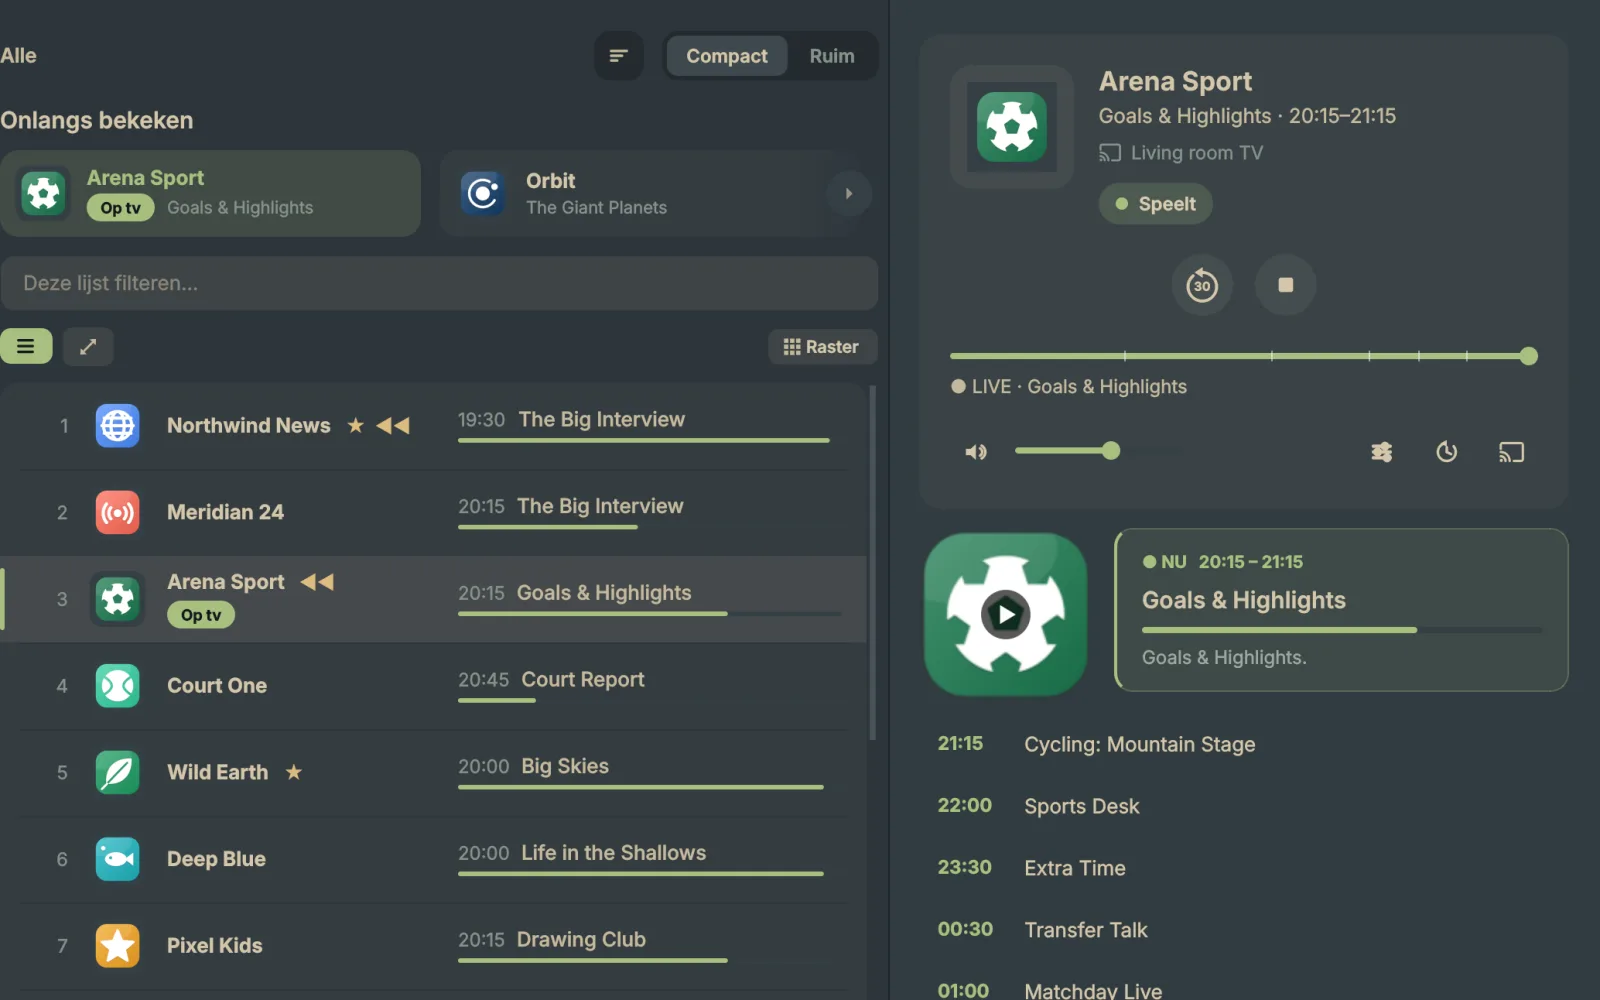 Alle
Compact
Ruim
Onlangs bekeken
Arena Sport
Op tv
Goals & Highlights
Orbit
The Giant Planets
Deze lijst filteren...
Raster
1
Northwind News
19:30 The Big Interview
2
Meridian 24
20:15 The Big Interview
3
Arena Sport
Op tv
20:15 Goals & Highlights
4
Court One
20:45 Court Report
5
Wild Earth
20:00 Big Skies
6
Deep Blue
20:00 Life in the Shallows
7
Pixel Kids
20:15 Drawing Club
Arena Sport
Goals & Highlights · 20:15–21:15
Living room TV
Speelt
30
LIVE · Goals & Highlights
NU 20:15 – 21:15
Goals & Highlights
Goals & Highlights.
21:15 Cycling: Mountain Stage
22:00 Sports Desk
23:30 Extra Time
00:30 Transfer Talk
01:00 Matchday Live